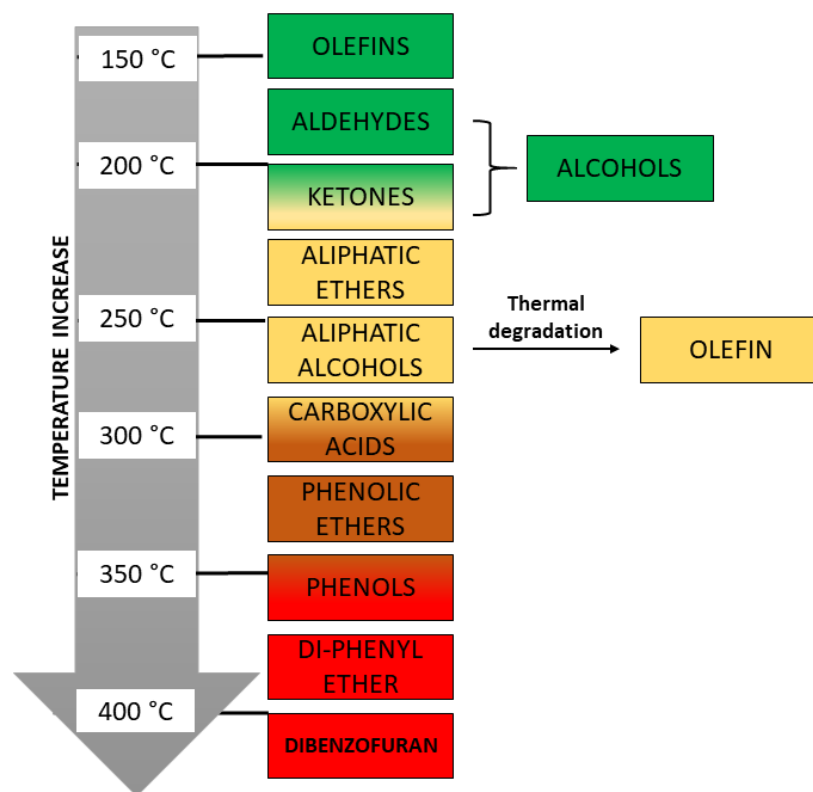 150 °C
OLEFINS
ALDEHYDES
200 °C
ALCOHOLS
KETONES
ALIPHATIC
ETHERS
TEMPERATURE INCREASE
250 °C
Thermal
degradation
ALIPHATIC
ALCOHOLS
OLEFIN
300 °C
CARBOXYLIC
ACIDS
PHENOLIC
ETHERS
350 °C
PHENOLS
DI-PHENYL
ETHER
400 °C
DIBENZOFURAN